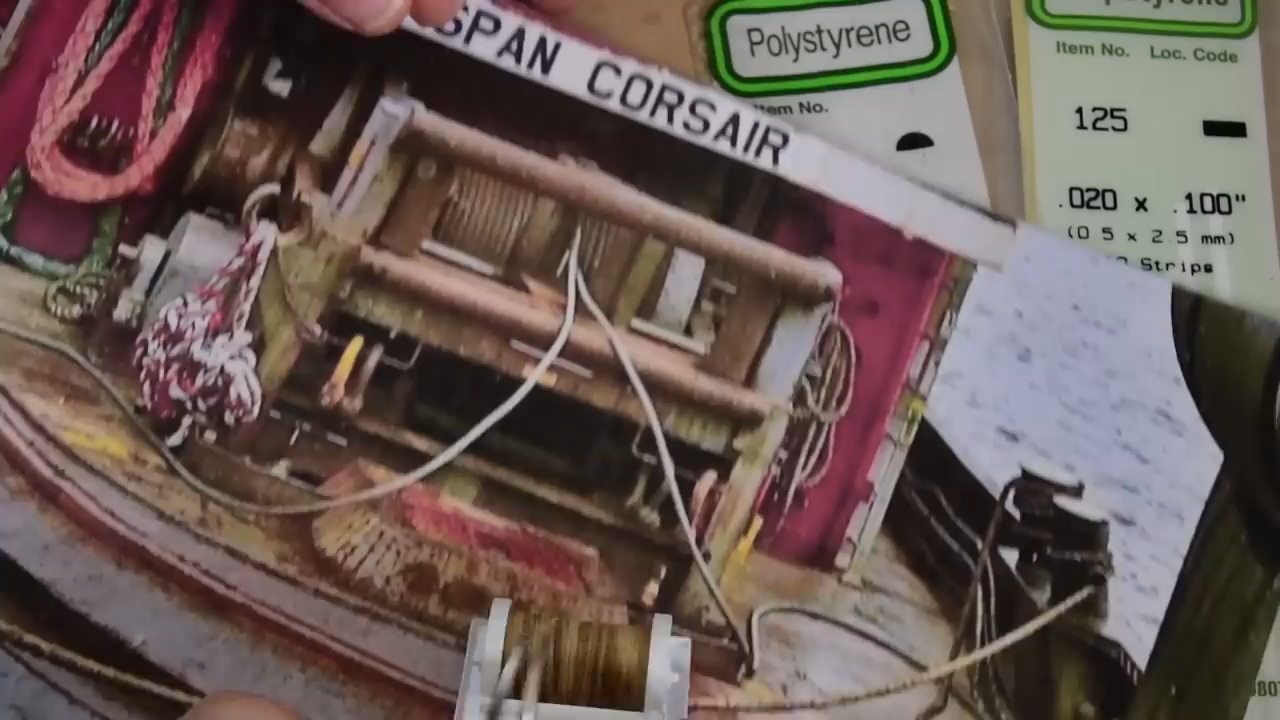 SPAN CORSAIR
Polystyrene
Item No.
Item No. Loc. Code
125
.020 x .100"
(0 5 x 2.5 mm)
Strips